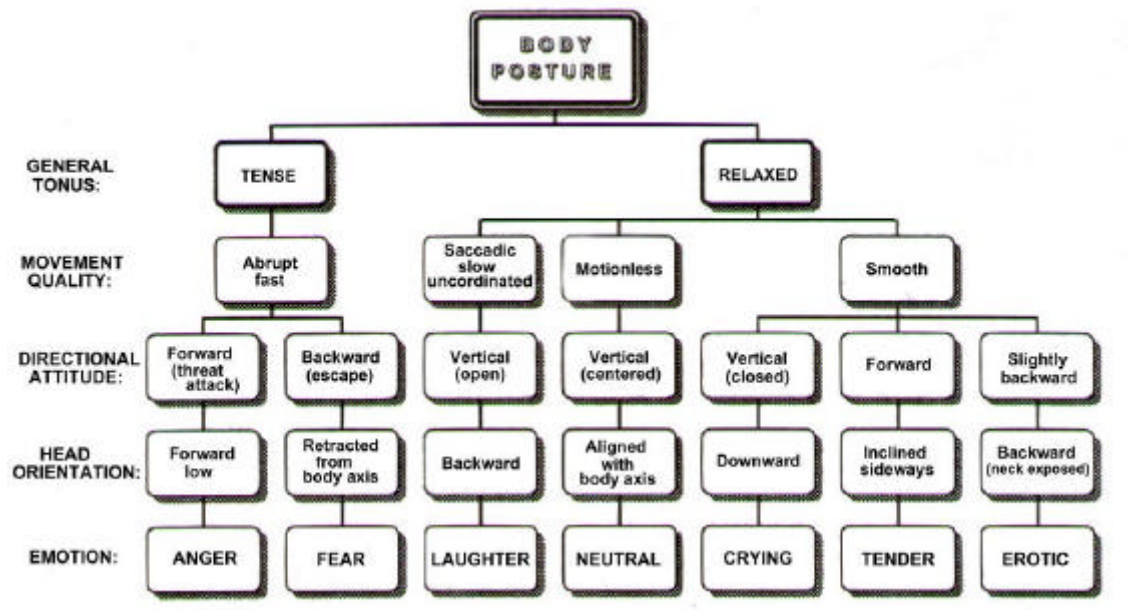 BODY
POSTURE
GENERAL
TONUS:
TENSE
RELAXED
MOVEMENT
QUALITY:
Abrupt
fast
Saccadic
slow
uncordinated
Motionless
Smooth
DIRECTIONAL
ATTITUDE:
Forward
(threat
attack)
Backward
(escape)
Vertical
(open)
Vertical
(centered)
Vertical
(closed)
Forward
Slightly
backward
HEAD
ORIENTATION:
Forward
low
Retracted
from
body axis
Backward
Aligned
with
body axis
Downward
Inclined
sideways
Backward
(neck exposed)
EMOTION:
ANGER
FEAR
LAUGHTER
NEUTRAL
CRYING
TENDER
EROTIC